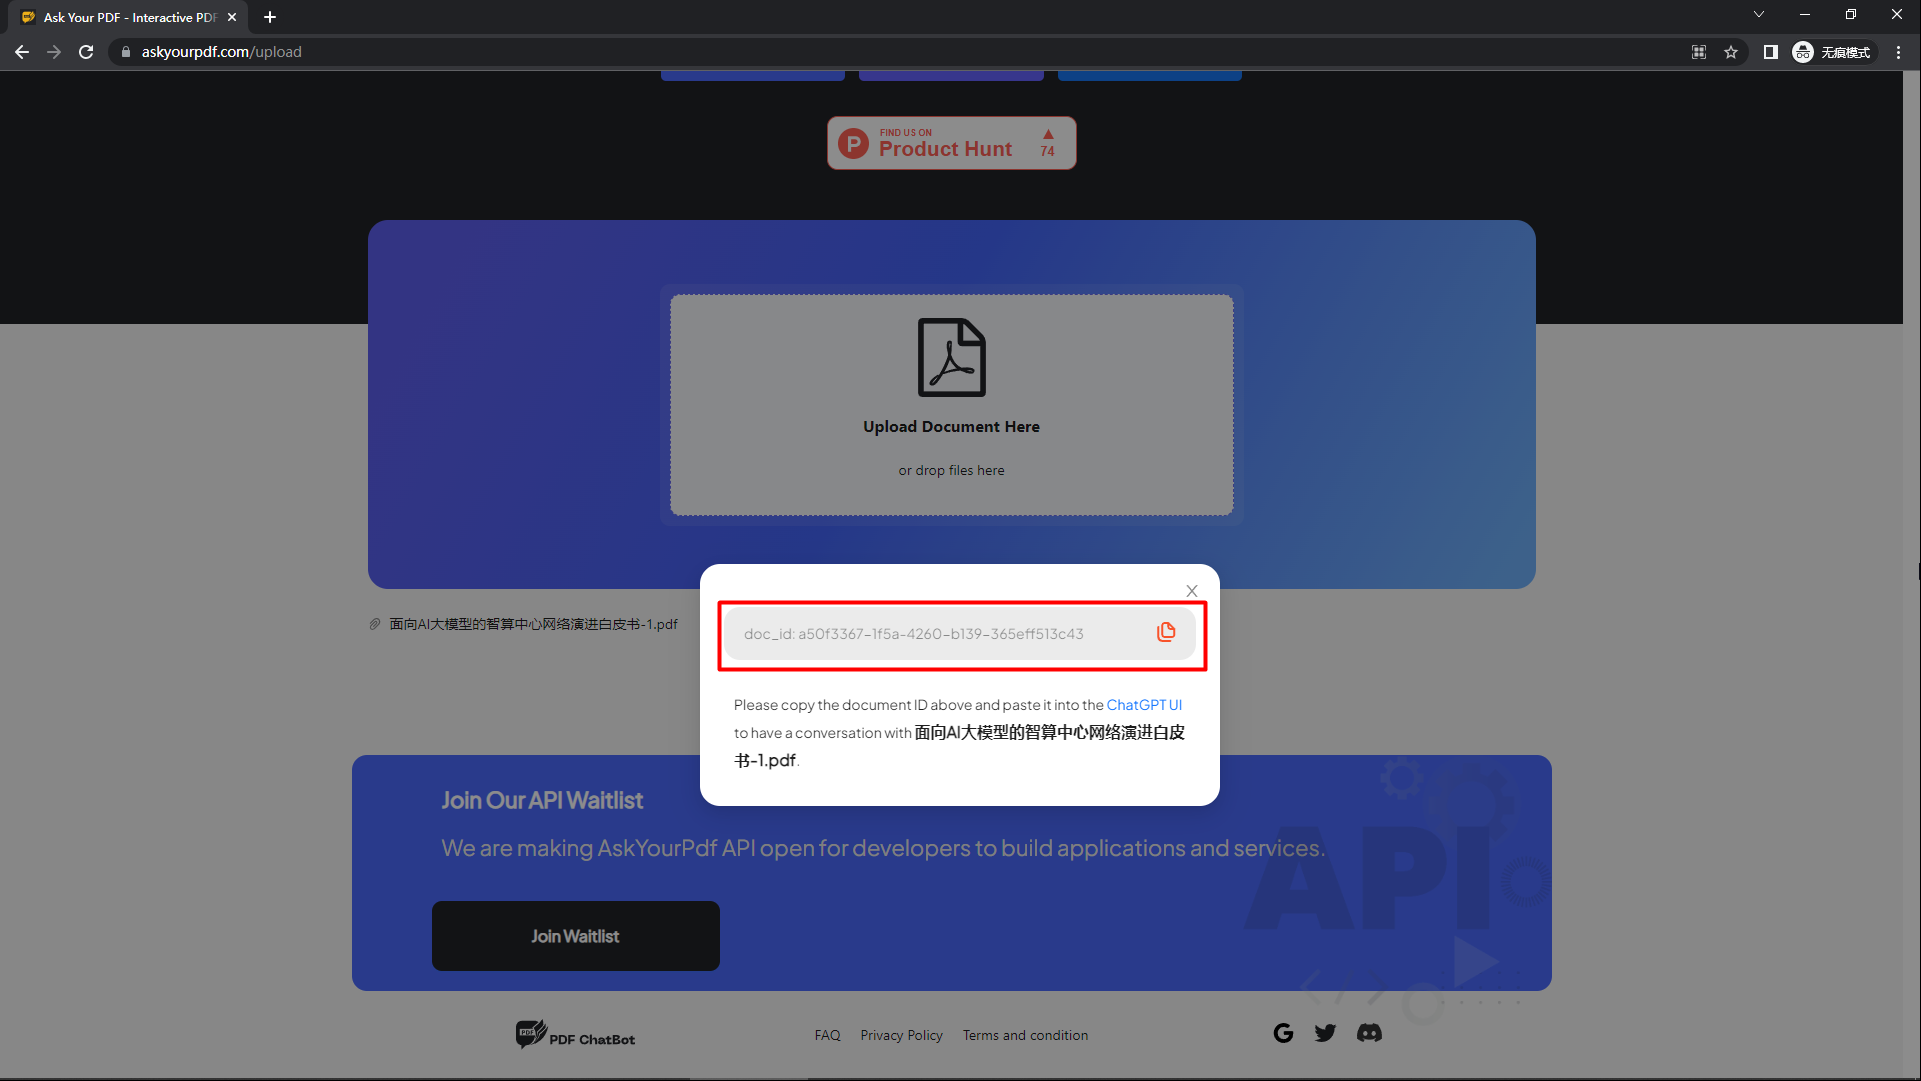 Ask Your PDF - Interactive PDF
askyourpdf.com/upload
无痕模式
FIND US ON
Product Hunt
74
Upload Document Here
or drop files here
面向AI大模型的智算中心网络演进白皮书-1.pdf
X
doc_id: a50f3367-1f5a-4260-b139-365eff513c43
Please copy the document ID above and paste it into the ChatGPT UI
to have a conversation with 面向AI大模型的智算中心网络演进白皮
书-1.pdf.
Join Our API Waitlist
We are making AskYourPdf API open for developers to build applications and services.
API
Join Waitlist
PDF
PDF ChatBot
FAQ
Privacy Policy
Terms and condition